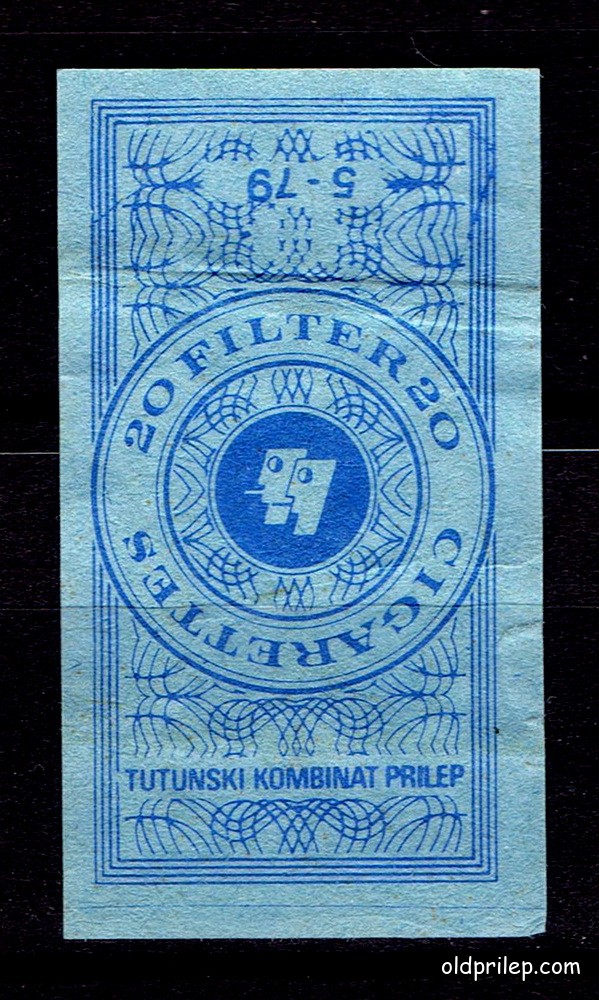 5-79
20 FILTER 20
CIGARETTES
TUTUNSKI KOMBINAT PRILEP
oldprilep.com